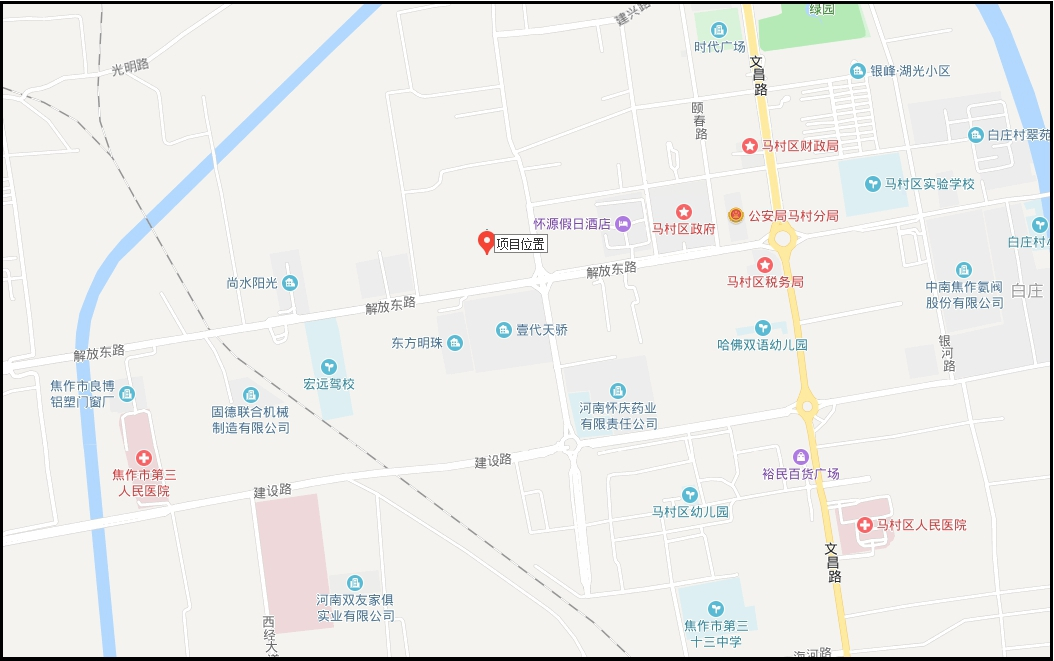 绿园
建兴路
时代广场
文昌路
光明路
银峰·湖光小区
颐春路
白庄村翠苑
马村区财政局
马村区实验学校
公安局马村分局
怀源假日酒店
马村区政府
白庄村
项目位置
解放东路
马村区税务局
尚水阳光
中南焦作氨阀
股份有限公司
白庄
解放东路
壹代天骄
哈佛双语幼儿园
东方明珠
银河路
解放东路
宏远驾校
焦作市良博
铝塑门窗厂
固德联合机械
制造有限公司
河南怀庆药业
有限责任公司
建设路
裕民百货广场
焦作市第三
人民医院
建设路
马村区幼儿园
马村区人民医院
文昌路
河南双友家俱
实业有限公司
西经大道
焦作市第三
十三中学
海河路